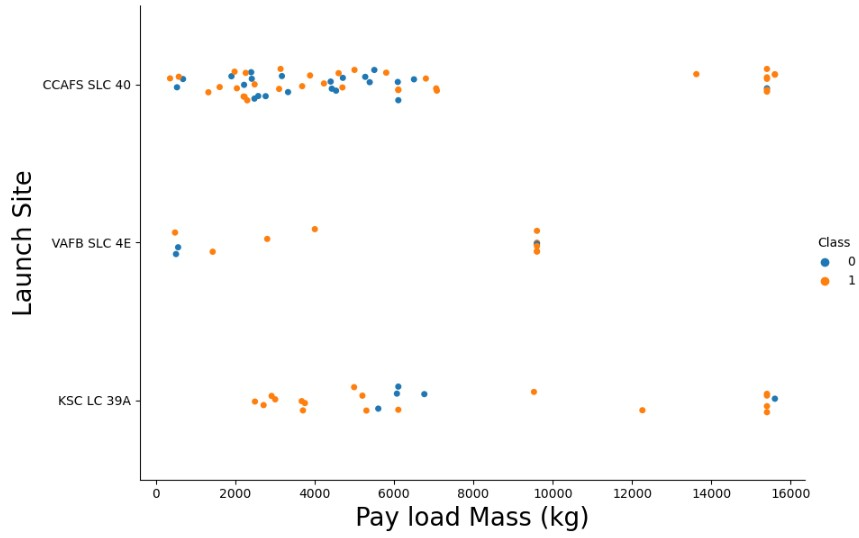 CCAFS SLC 40
VAFB SLC 4E
KSC LC 39A
Launch Site
0 2000 4000 6000 8000 10000 12000 14000 16000
Pay load Mass (kg)
Class
0
1